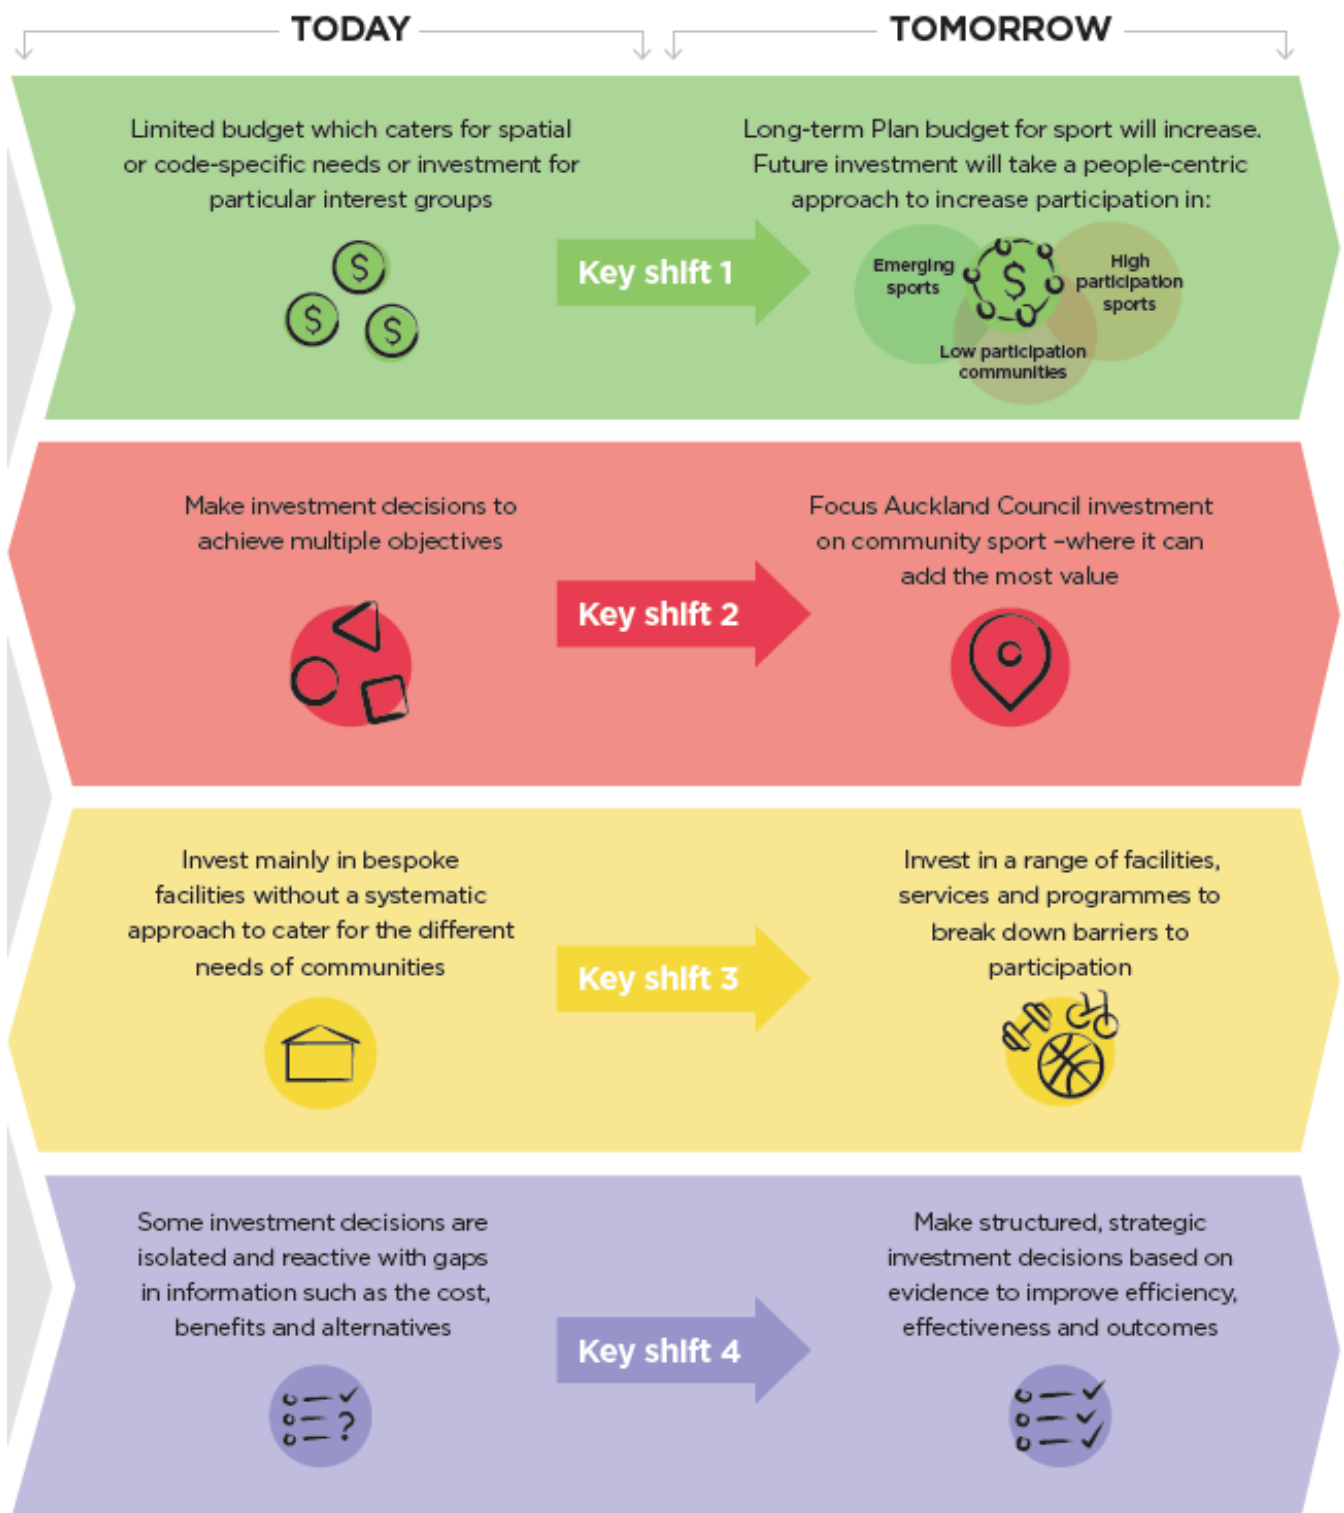 TODAY
TOMORROW
Limited budget which caters for spatial
or code-specific needs or investment for
particular interest groups
$
$
$
Key shift 1
Long-term Plan budget for sport will increase.
Future investment will take a people-centric
approach to increase participation in:
Emerging
sports
$
High
participation
sports
Low participation
communities
Make investment decisions to
achieve multiple objectives
Key shift 2
Focus Auckland Council investment
on community sport –where it can
add the most value
Invest mainly in bespoke
facilities without a systematic
approach to cater for the different
needs of communities
Key shift 3
Invest in a range of facilities,
services and programmes to
break down barriers to
participation
Some investment decisions are
isolated and reactive with gaps
in information such as the cost,
benefits and alternatives
?
Key shift 4
Make structured, strategic
investment decisions based on
evidence to improve efficiency,
effectiveness and outcomes